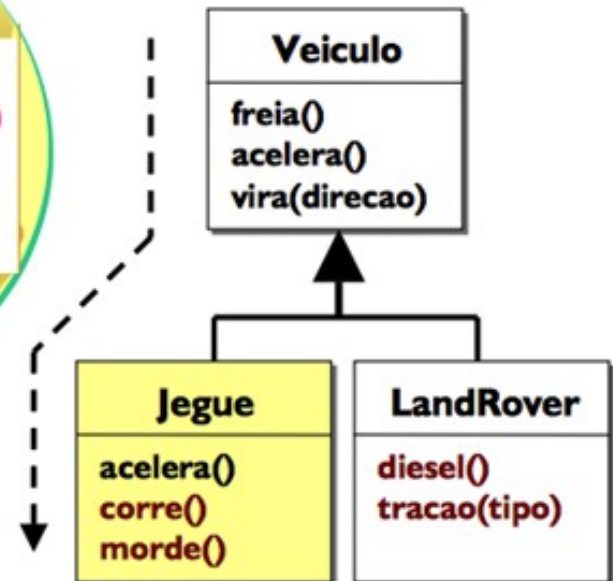 Veiculo
freia()
acelera()
vira(direcao)
Jegue
acelera()
corre()
morde()
LandRover
diesel()
tracao(tipo)